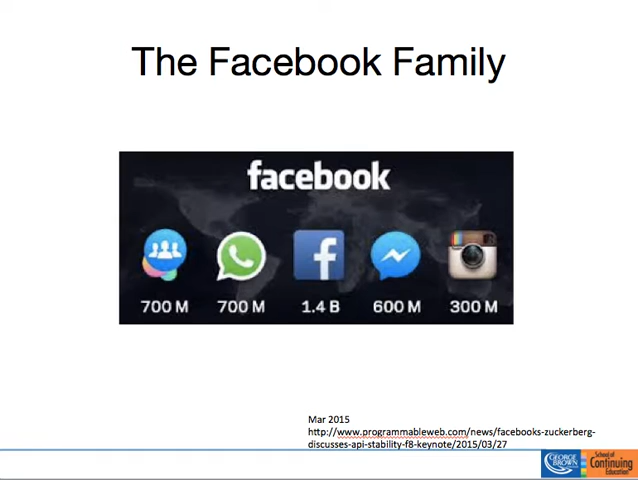 The Facebook Family
facebook
700 M 700 M 1.4 B 600 M 300 M
Mar 2015
http://www.programmableweb.com/news/facebooks-zuckerberg-
discusses-api-stability-f8-keynote/2015/03/27
GEORGE
BROWN
School of
Continuing
Education